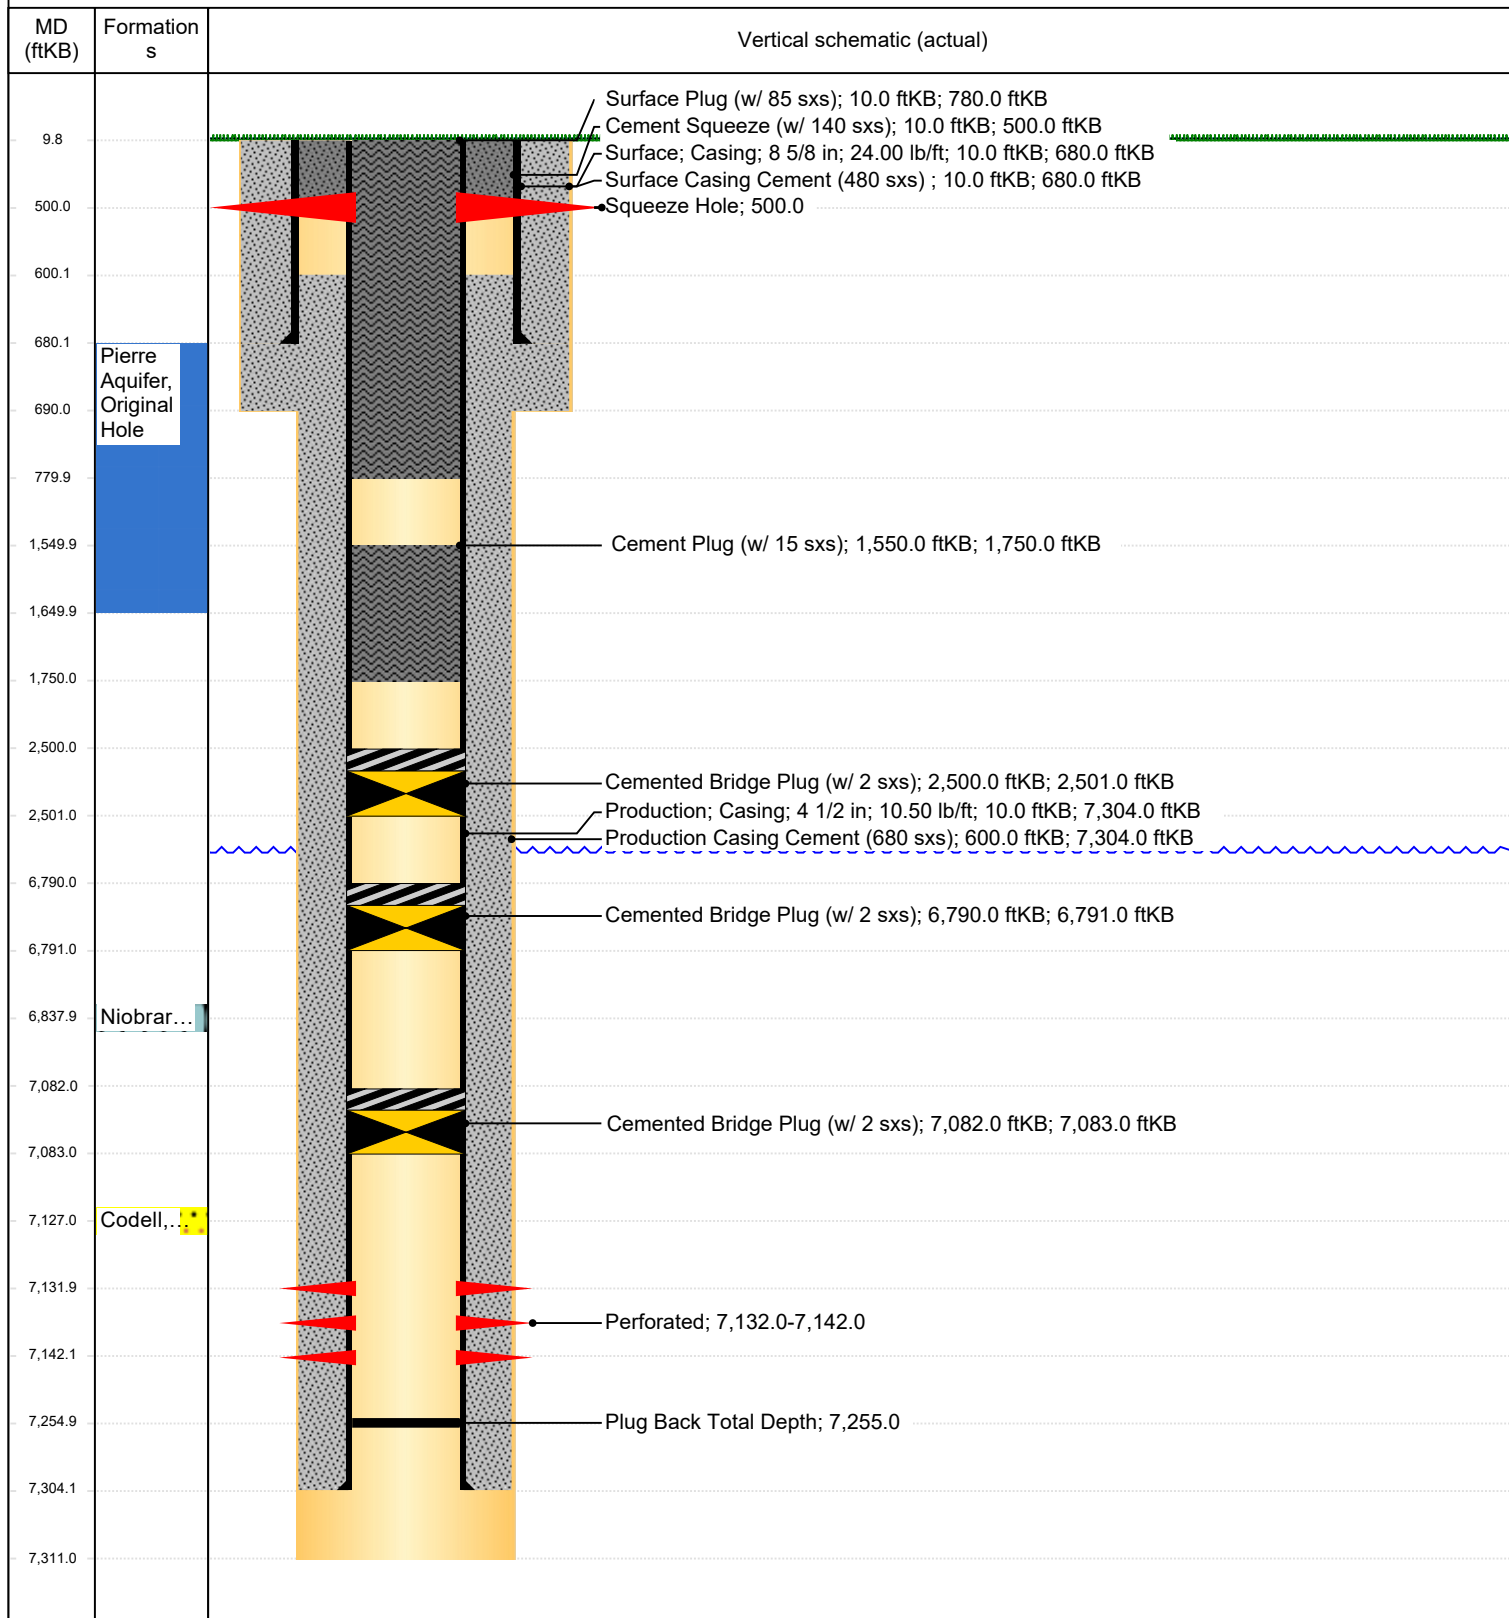 MD
(ftKB)
Formation
s
Vertical schematic (actual)
Surface Plug (w/ 85 sxs); 10.0 ftKB; 780.0 ftKB
Cement Squeeze (w/ 140 sxs); 10.0 ftKB; 500.0 ftKB
9.8
Surface; Casing; 8 5/8 in; 24.00 lb/ft; 10.0 ftKB; 680.0 ftKB
Surface Casing Cement (480 sxs) ; 10.0 ftKB; 680.0 ftKB
500.0
Squeeze Hole; 500.0
600.1
680.1
Pierre
Aquifer,
Original
Hole
690.0
779.9
1,549.9
Cement Plug (w/ 15 sxs); 1,550.0 ftKB; 1,750.0 ftKB
1,649.9
1,750.0
2,500.0
Cemented Bridge Plug (w/ 2 sxs); 2,500.0 ftKB; 2,501.0 ftKB
2,501.0
Production; Casing; 4 1/2 in; 10.50 lb/ft; 10.0 ftKB; 7,304.0 ftKB
Production Casing Cement (680 sxs); 600.0 ftKB; 7,304.0 ftKB
6,790.0
Cemented Bridge Plug (w/ 2 sxs); 6,790.0 ftKB; 6,791.0 ftKB
6,791.0
6,837.9
Niobrar...
7,082.0
Cemented Bridge Plug (w/ 2 sxs); 7,082.0 ftKB; 7,083.0 ftKB
7,083.0
7,127.0
Codell,...
7,131.9
Perforated; 7,132.0-7,142.0
7,142.1
7,254.9
Plug Back Total Depth; 7,255.0
7,304.1
7,311.0